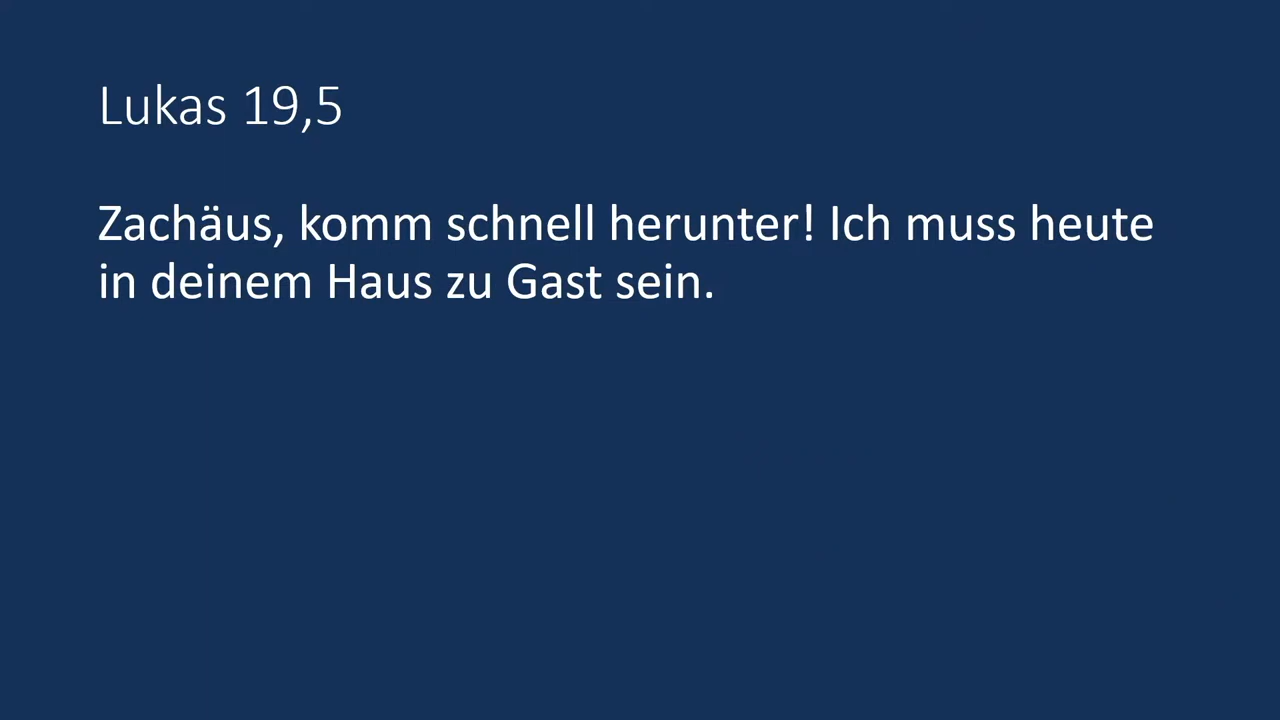 Lukas 19,5
Zachäus, komm schnell herunter! Ich muss heute
in deinem Haus zu Gast sein.